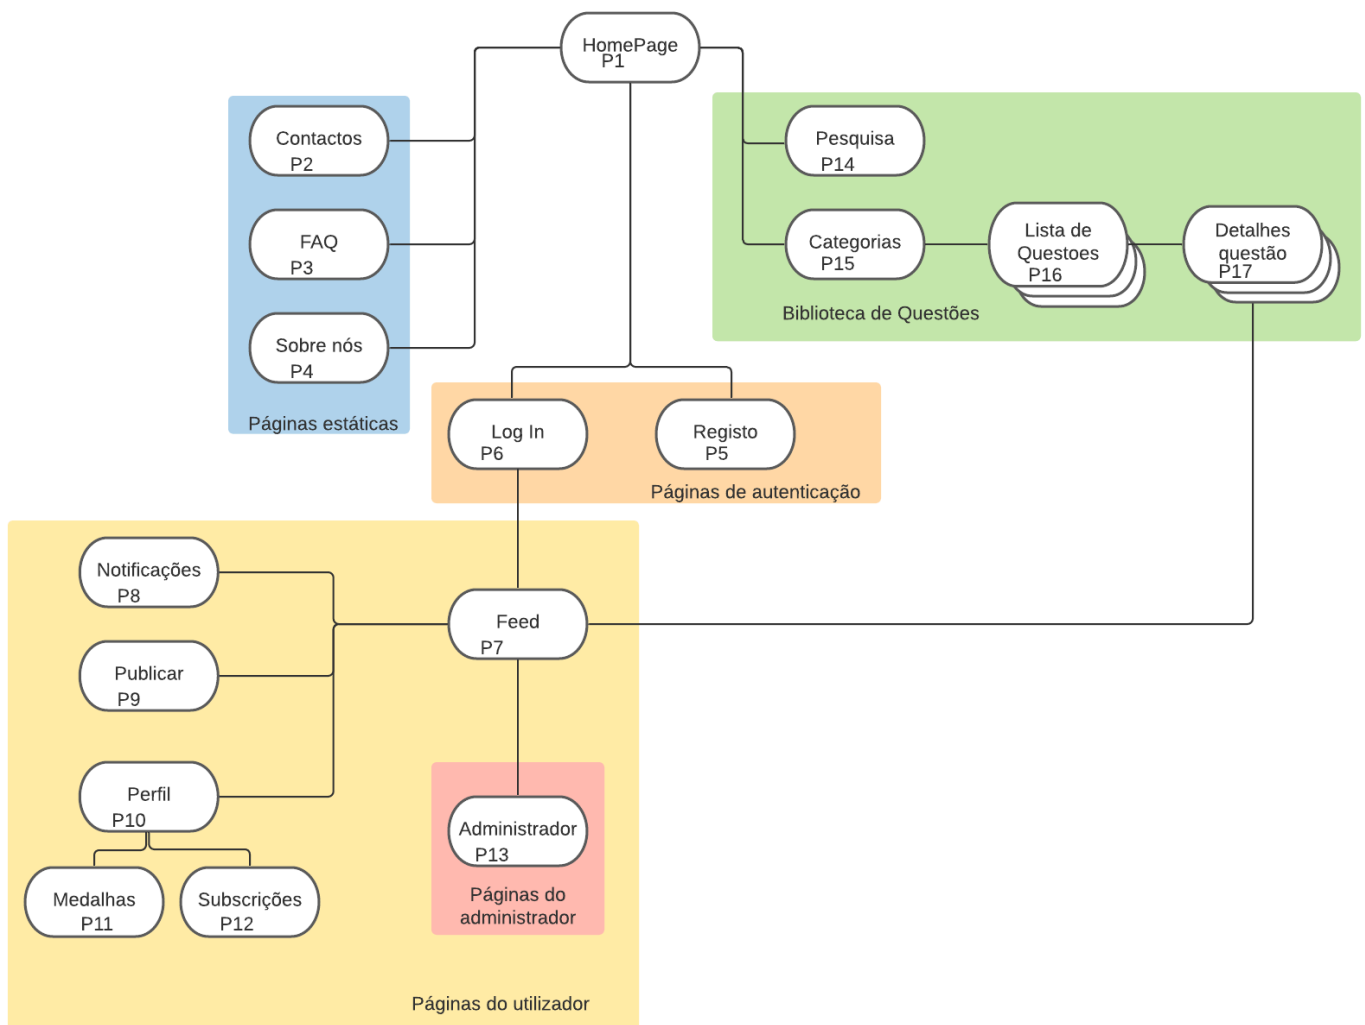 HomePage
P1
Contactos
P2
FAQ
P3
Sobre nós
P4
Páginas estáticas
Pesquisa
P14
Categorias
P15
Lista de
Questoes
P16
Detalhes
questão
P17
Biblioteca de Questões
Log In
P6
Registo
P5
Páginas de autenticação
Notificações
P8
Publicar
P9
Feed
P7
Perfil
P10
Medalhas
P11
Subscrições
P12
Administrador
P13
Páginas do
administrador
Páginas do utilizador